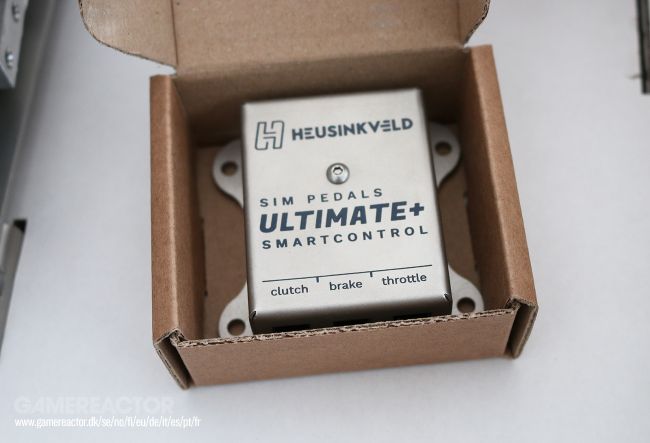 HEUSINKVELD
SIM PEDALS
ULTIMATE+
SMARTCONTROL
clutch brake throttle
GAMEREACTOR
www.gamereactor.dk/se/no/fi/eu/de/it/es/pt/fr